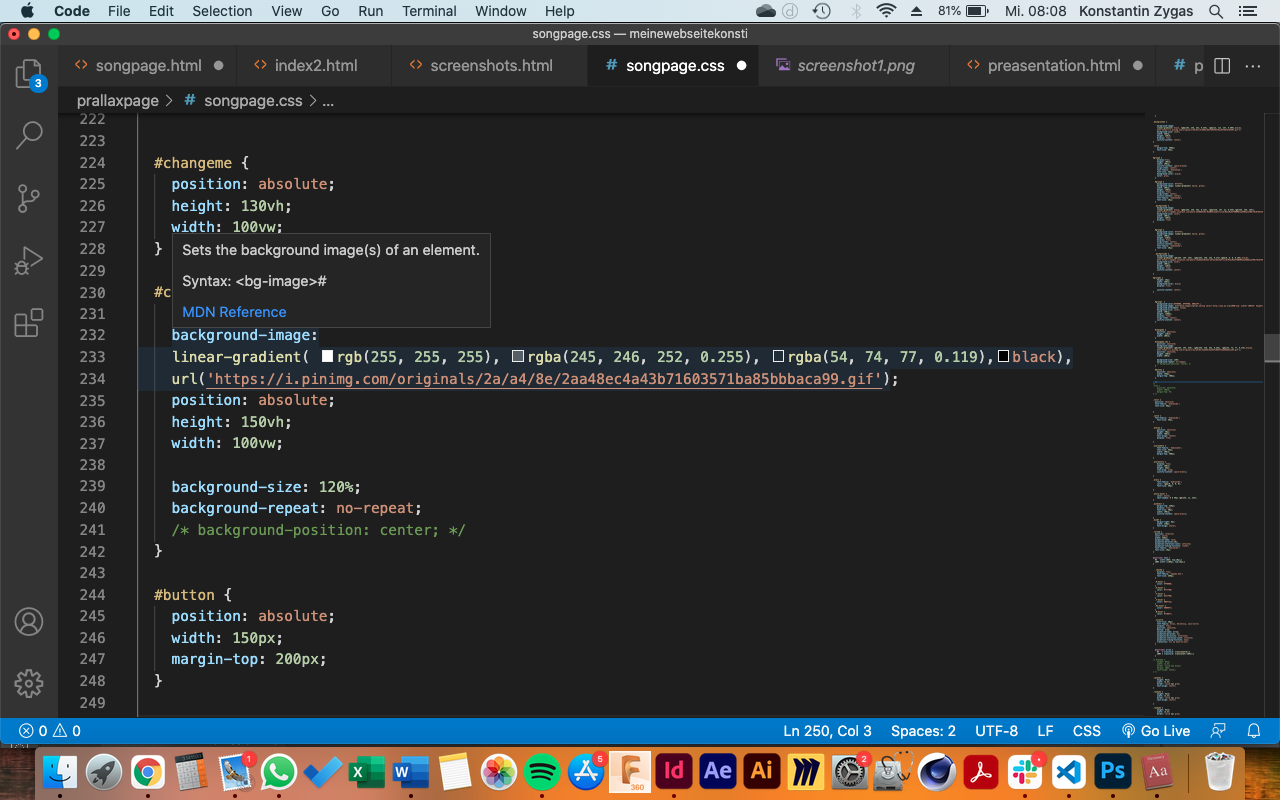 Code File Edit Selection View Go Run Terminal Window Help 81% Mi. 08:08 Konstantin Zygas
songpage.css — meinewebseitekonsti
songpage.html index2.html screenshots.html # songpage.css screenshot1.png preasentation.html # p
3
prallaxpage > # songpage.css > ...
222
223
224 #changeme {
225 position: absolute;
226 height: 130vh;
227 width: 100vw;
228 }
Sets the background image(s) of an element.
229
Syntax: <bg-image>#
230 #c
231 MDN Reference
232 background-image:
233 linear-gradient( rgb(255, 255, 255), rgba(245, 246, 252, 0.255), rgba(54, 74, 77, 0.119), black),
234 url('https://i.pinimg.com/originals/2a/a4/8e/2aa48ec4a43b71603571ba85bbbaca99.gif');
235 position: absolute;
236 height: 150vh;
237 width: 100vw;
238
239 background-size: 120%;
240 background-repeat: no-repeat;
241 /* background-position: center; */
242 }
243
244 #button {
245 position: absolute;
246 width: 150px;
247 margin-top: 200px;
248 }
249
0 0 Ln 250, Col 3 Spaces: 2 UTF-8 LF CSS Go Live
1 X W 5 F 360 Id Ae Ai 2 Ps Aa